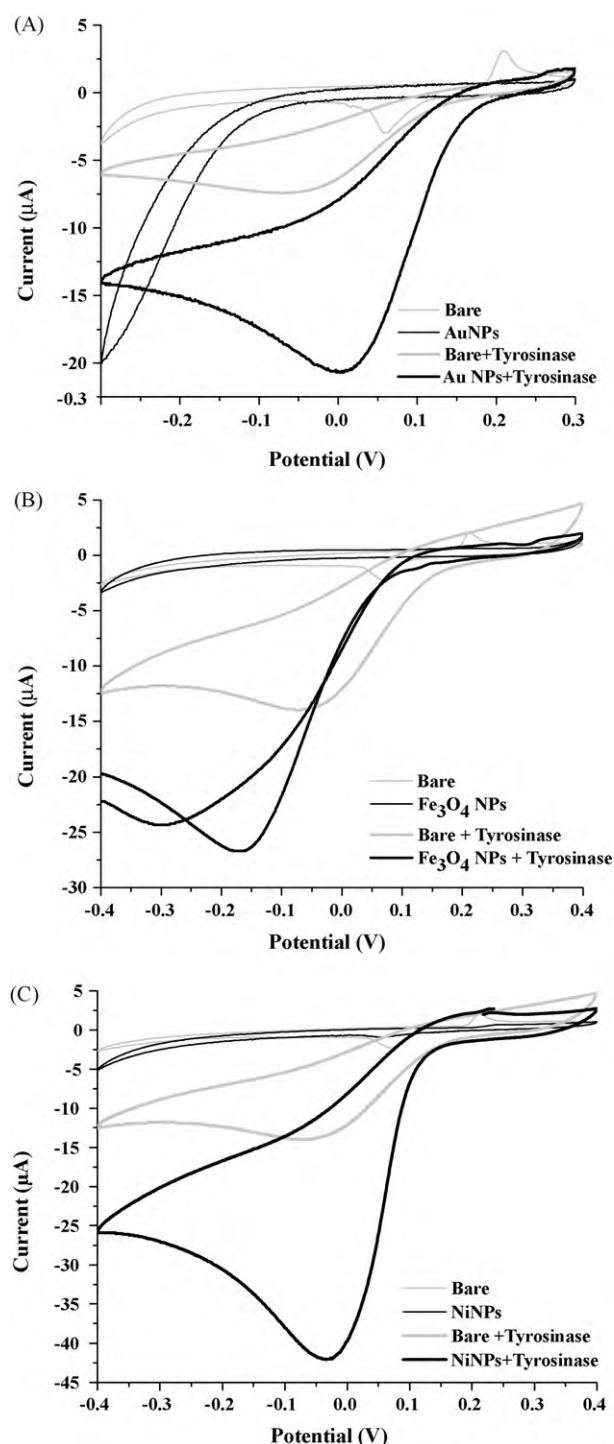 (A)
5
0
-5
-10
-15
-20
-0.3
Current (µA)
Bare
AuNPs
Bare+Tyrosinase
Au NPs+Tyrosinase
-0.2 -0.1 0.0 0.1 0.2 0.3
Potential (V)
(B)
5
0
-5
-10
-15
-20
-25
-30
Current (µA)
Bare
Fe3O4 NPs
Bare + Tyrosinase
Fe3O4 NPs + Tyrosinase
-0.4 -0.3 -0.2 -0.1 0.0 0.1 0.2 0.3 0.4
Potential (V)
(C)
5
0
-5
-10
-15
-20
-25
-30
-35
-40
-45
Current (µA)
Bare
NiNPs
Bare +Tyrosinase
NiNPs+Tyrosinase
-0.4 -0.3 -0.2 -0.1 0.0 0.1 0.2 0.3 0.4
Potential (V)